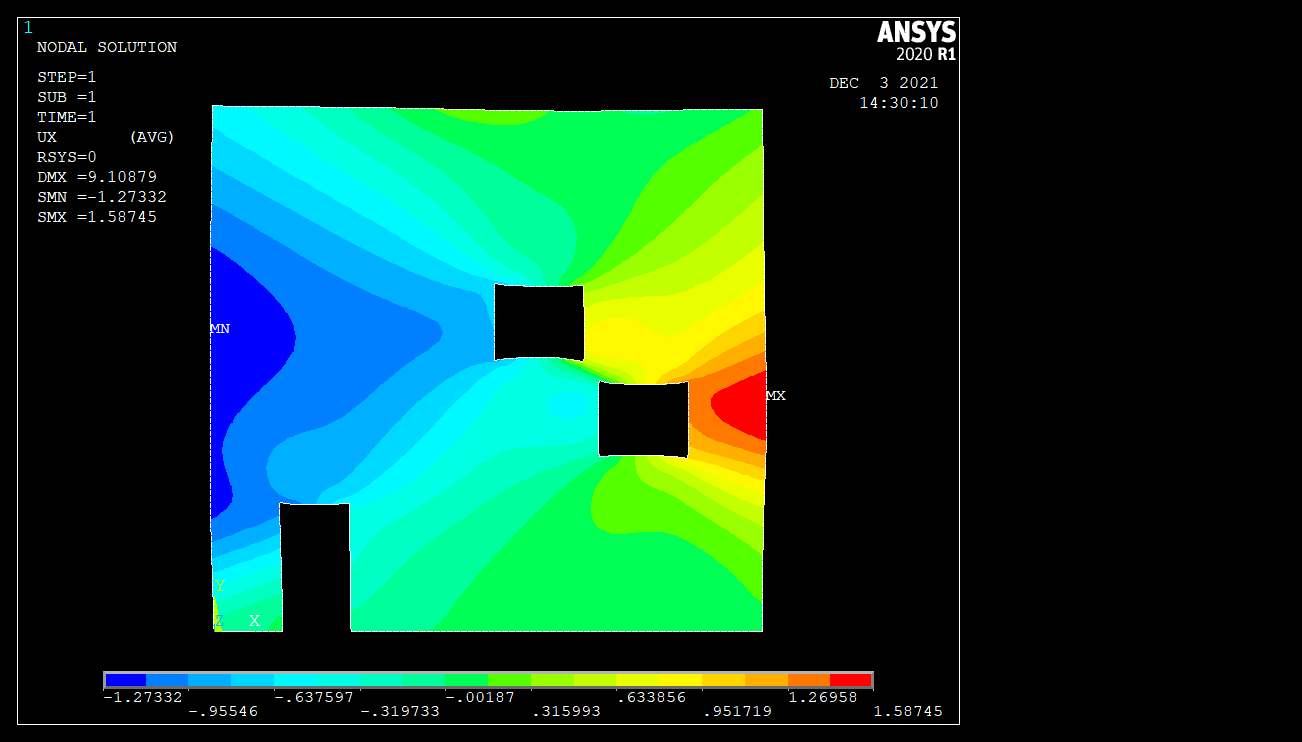 1
ANSYS
2020 R1
NODAL SOLUTION
STEP=1
SUB =1
TIME=1
UX (AVG)
RSYS=0
DMX =9.10879
SMN =-1.27332
SMX =1.58745
DEC 3 2021
14:30:10
MN
MX
Y
Z X
-1.27332 -.637597 -.00187 .633856 1.26958
-.95546 -.319733 .315993 .951719 1.58745